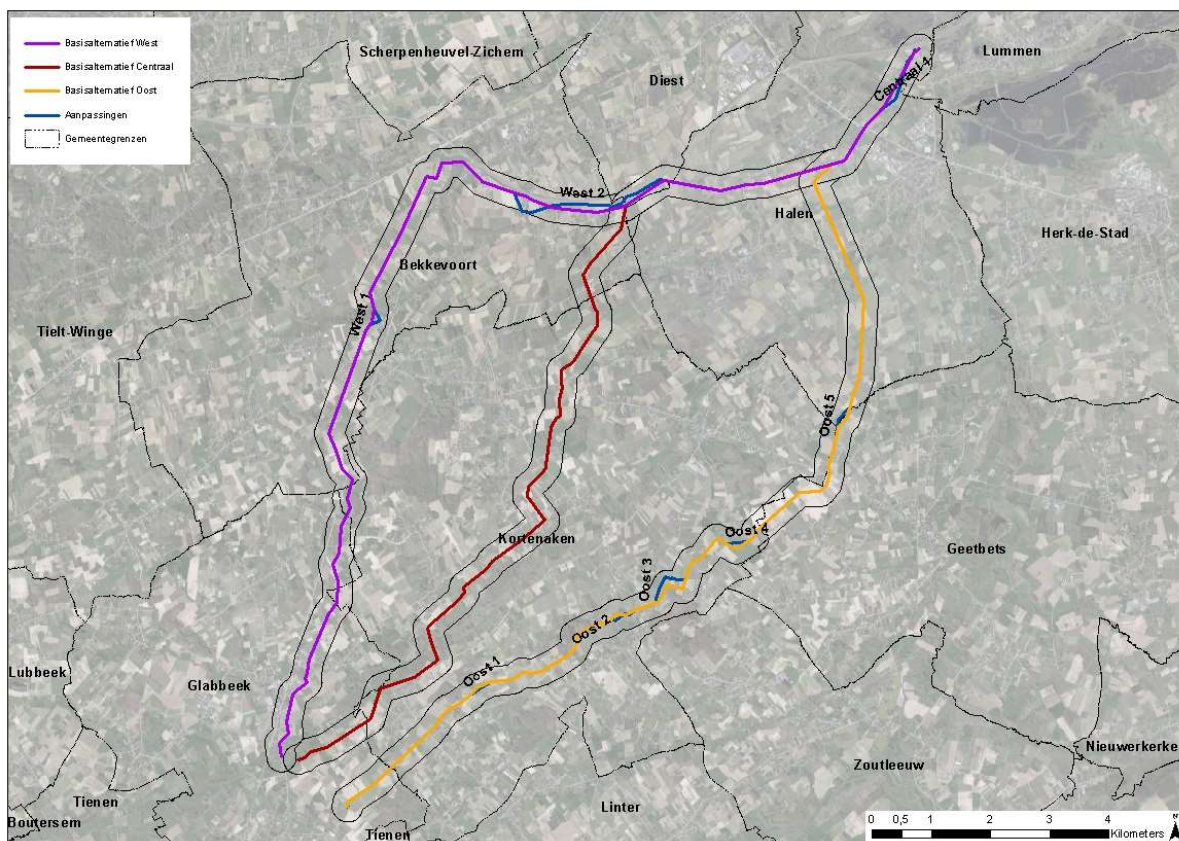 Basisalternatief West
Basisalternatief Centraal
Basisalternatief Oost
Aanpassingen
Gemeentegrenzen
Scherpenheuvel-Zichem
Lummen
Diest
Centraal 1
West 2
Halen
Herk-de-Stad
Bekkevoort
West 1
Tielt-Winge
Oost 5
Kortenaken
Oost 4
Geetbets
Oost 3
Oost 2
Lubbeek
Glabbeek
Oost 1
Nieuwerkerke
Zoutleeuw
Tienen
Linter
Boutersem
Tienen
0 0,5 1 2 3 4
Kilometers